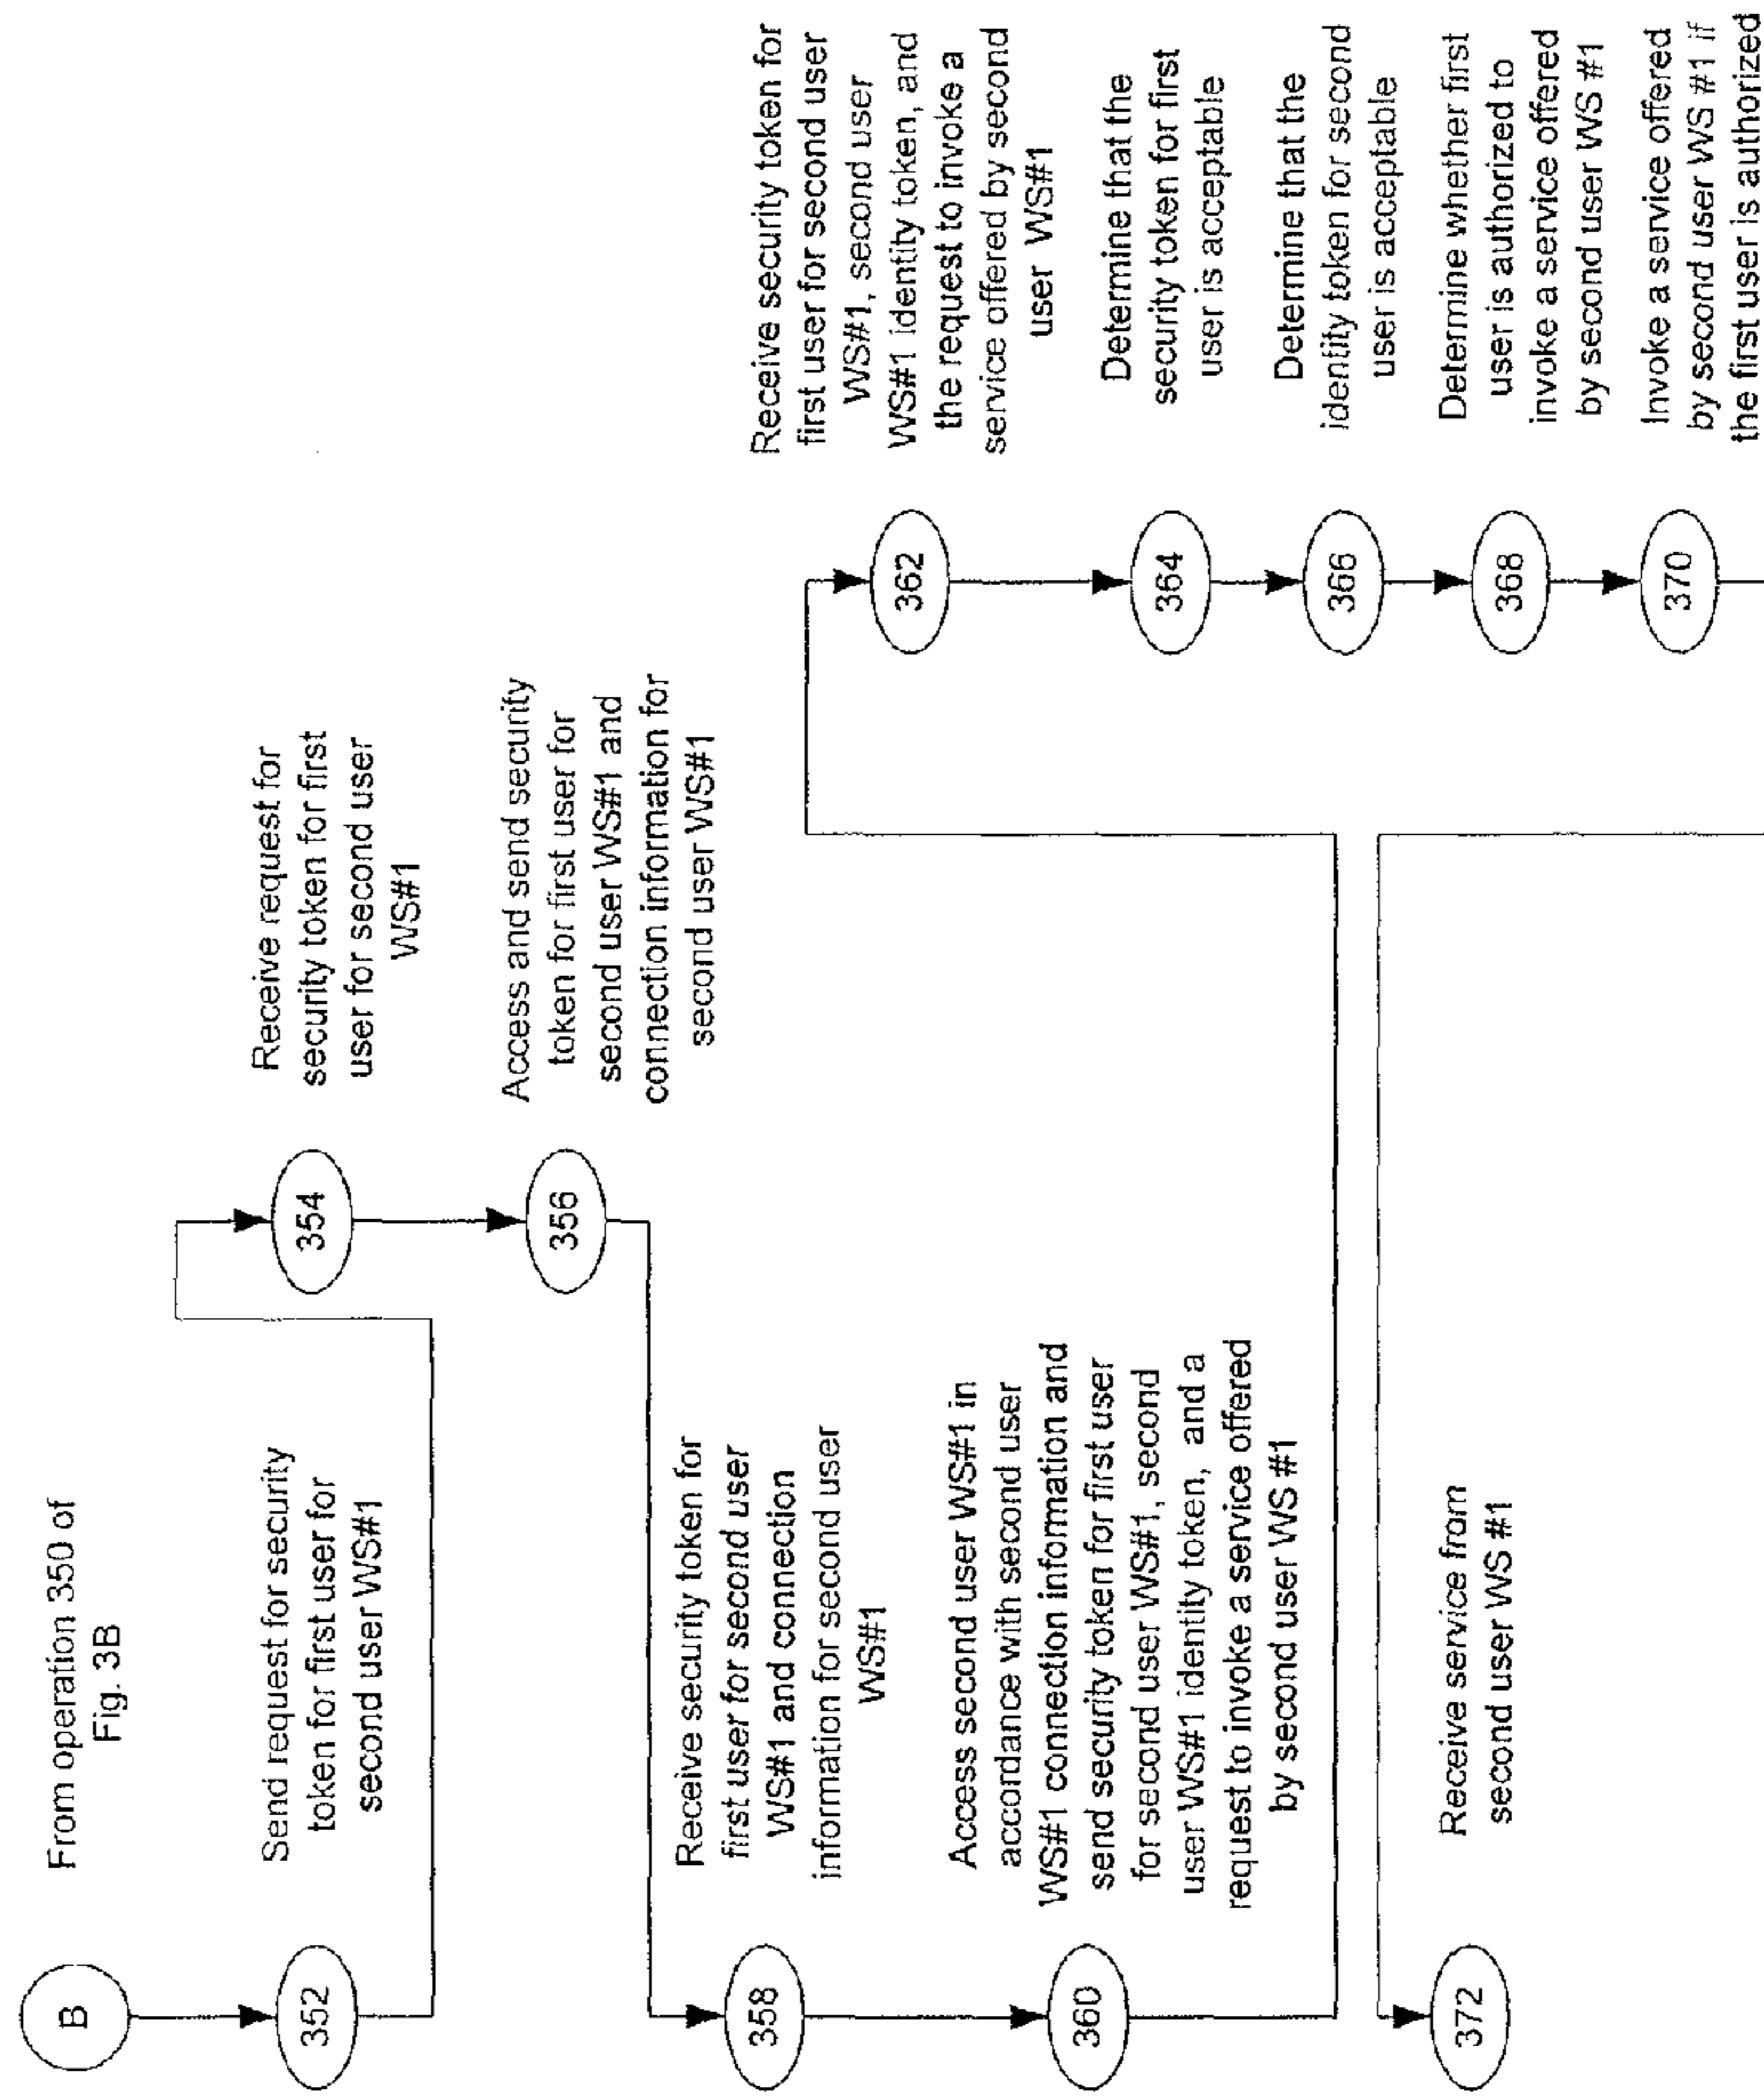 B
From operation 350 of
Fig. 3B
352
Send request for security
token for first user for
second user WS#1
354
Receive request for
security token for first
user for second user
WS#1
356
Access and send security
token for first user for
second user WS#1 and
connection information for
second user WS#1
358
Receive security token for
first user for second user
WS#1 and connection
information for second user
WS#1
360
Access second user WS#1 in
accordance with second user
WS#1 connection information and
send security token for first user
for second user WS#1, second
user WS#1 identity token, and a
request to invoke a service offered
by second user WS #1
362
Receive security token for
first user for second user
WS#1, second user
WS#1 identity token, and
the request to invoke a
service offered by second
user WS#1
364
Determine that the
security token for first
user is acceptable
366
Determine that the
identity token for second
user is acceptable
368
Determine whether first
user is authorized to
invoke a service offered
by second user WS #1
370
Invoke a service offered
by second user WS #1 if
the first user is authorized
372
Receive service from
second user WS #1